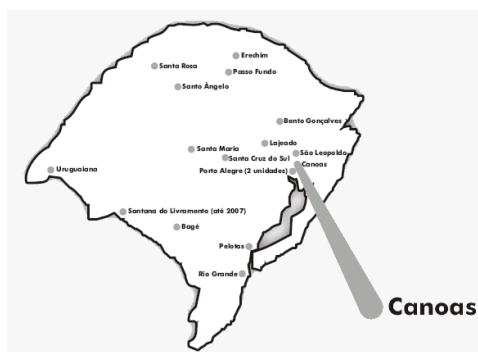 Erechim
Santa Rosa
Passo Fundo
Santo Ângelo
Bento Gonçalves
Lajeado
Santa Maria
São Leopoldo
Santa Cruz do Sul
Canoas
Uruguaiana
Porto Alegre (2 unidades)
Santana do Livramento (até 2007)
Bagé
Pelotas
Rio Grande
Canoas